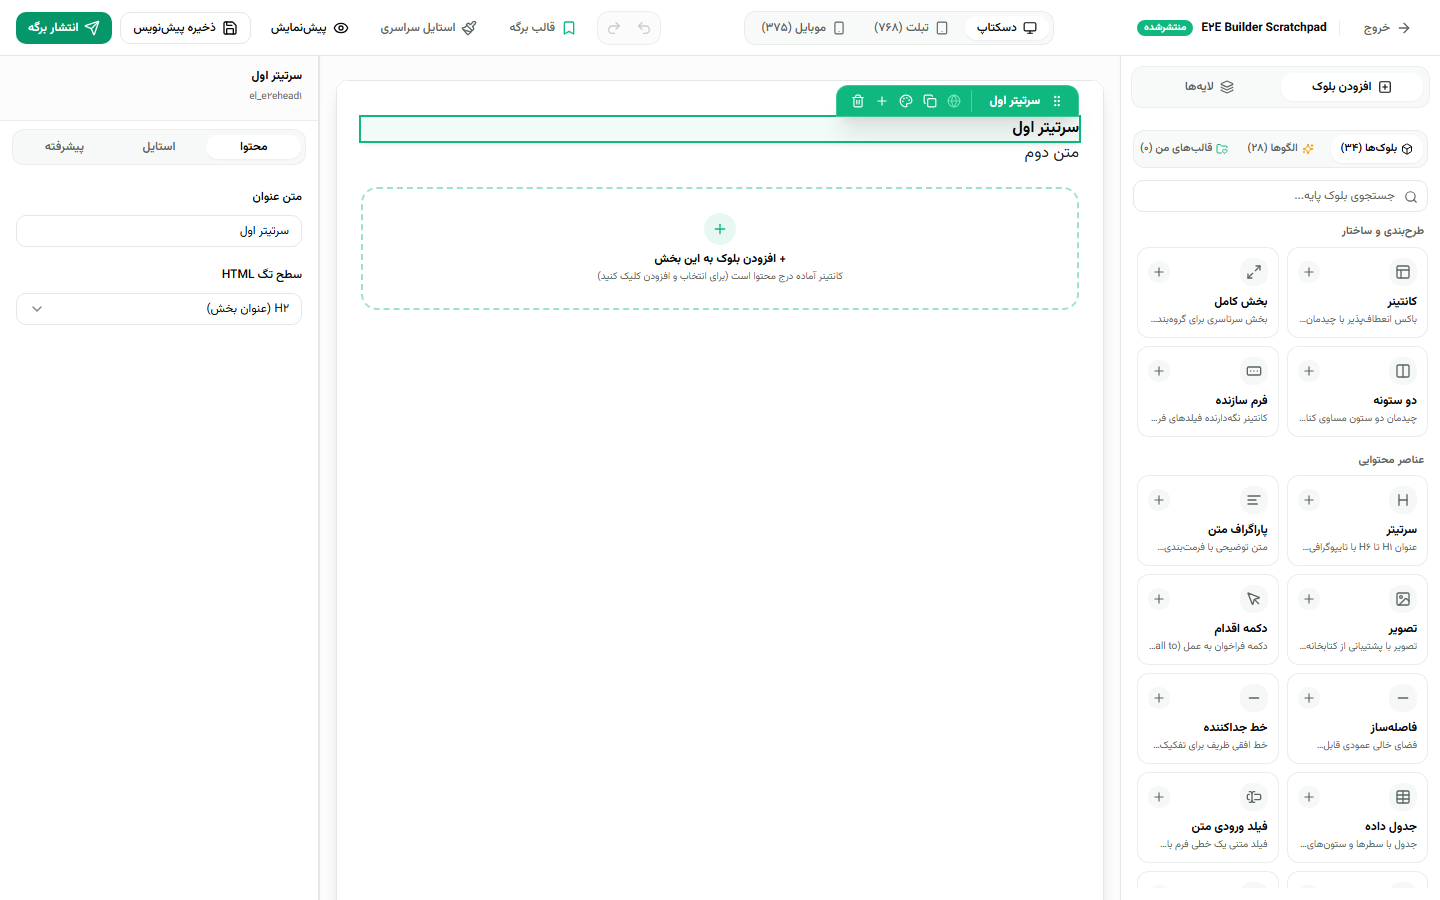 خروج
E2E Builder Scratchpad
منتشرشده
دسکتاپ
تبلت (۷۶۸)
موبایل (۳۷۵)
قالب برگه
استایل سراسری
پیش‌نمایش
ذخیره پیش‌نویس
انتشار برگه
افزودن بلوک
لایه‌ها
بلوک‌ها (۳۴)
الگوها (۲۸)
قالب‌های من (۰)
جستجوی بلوک پایه...
طرح‌بندی و ساختار
کانتینر
باکس انعطاف‌پذیر با چیدمان...
بخش کامل
بخش سرتاسری برای گروه‌بند...
دو ستونه
چیدمان دو ستون مساوی کنا...
فرم سازنده
کانتینر نگه‌دارنده فیلدهای فر...
عناصر محتوایی
سرتیتر
عنوان H۱ تا H۶ با تایپوگرافی...
پاراگراف متن
متن توضیحی با فرمت‌بندی...
تصویر
تصویر با پشتیبانی از کتابخانه...
دکمه اقدام
دکمه فراخوان به عمل (all to...
فاصله‌ساز
فضای خالی عمودی قابل...
خط جداکننده
خط افقی ظریف برای تفکیک...
جدول داده
جدول با سطرها و ستون‌های...
فیلد ورودی متن
فیلد متنی یک خطی فرم با...
سرتیتر اول
سرتیتر اول
متن دوم
+ افزودن بلوک به این بخش
کانتینر آماده درج محتوا است (برای انتخاب و افزودن کلیک کنید)
سرتیتر اول
el_e۲ehead۱
محتوا
استایل
پیشرفته
متن عنوان
سرتیتر اول
سطح تگ HTML
H۲ (عنوان بخش)